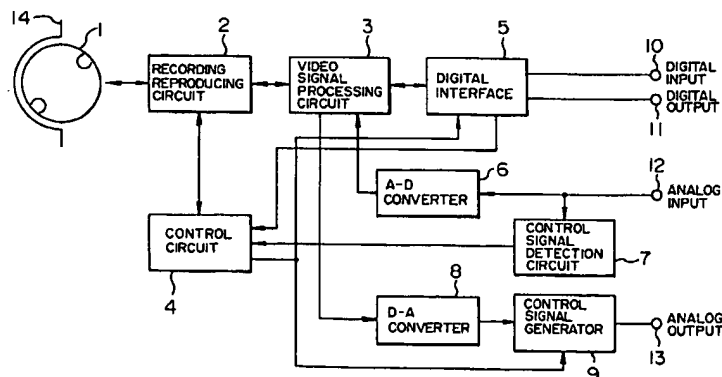 14
1
2
3
5
10
RECORDING
REPRODUCING
CIRCUIT
VIDEO
SIGNAL
PROCESSING
CIRCUIT
DIGITAL
INTERFACE
DIGITAL
INPUT
DIGITAL
OUTPUT
11
6
12
A-D
CONVERTER
ANALOG
INPUT
CONTROL
CIRCUIT
4
CONTROL
SIGNAL
DETECTION
CIRCUIT
7
8
D-A
CONVERTER
CONTROL
SIGNAL
GENERATOR
9
ANALOG
OUTPUT
13